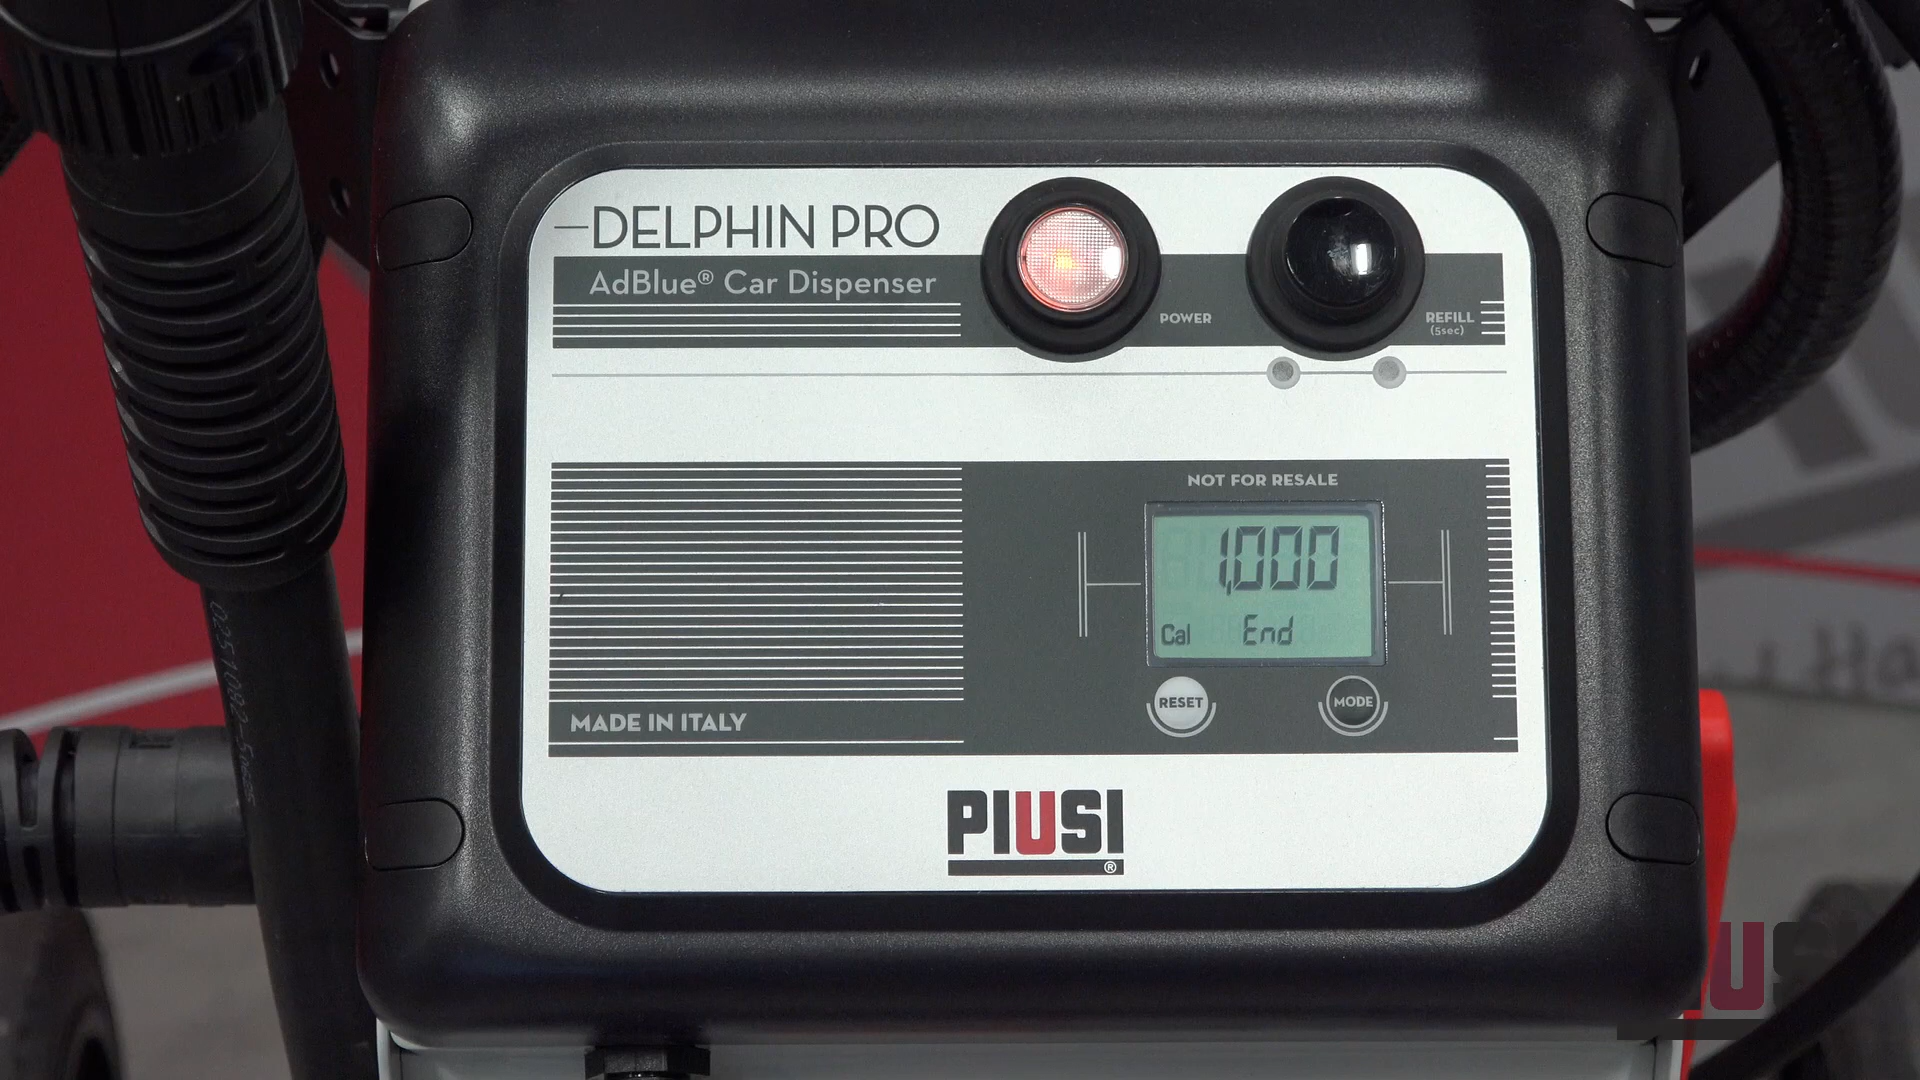 DELPHIN PRO
AdBlue® Car Dispenser
POWER
REFILL
(5sec)
NOT FOR RESALE
1,000
Cal End
RESET
MODE
MADE IN ITALY
PIUSI
®